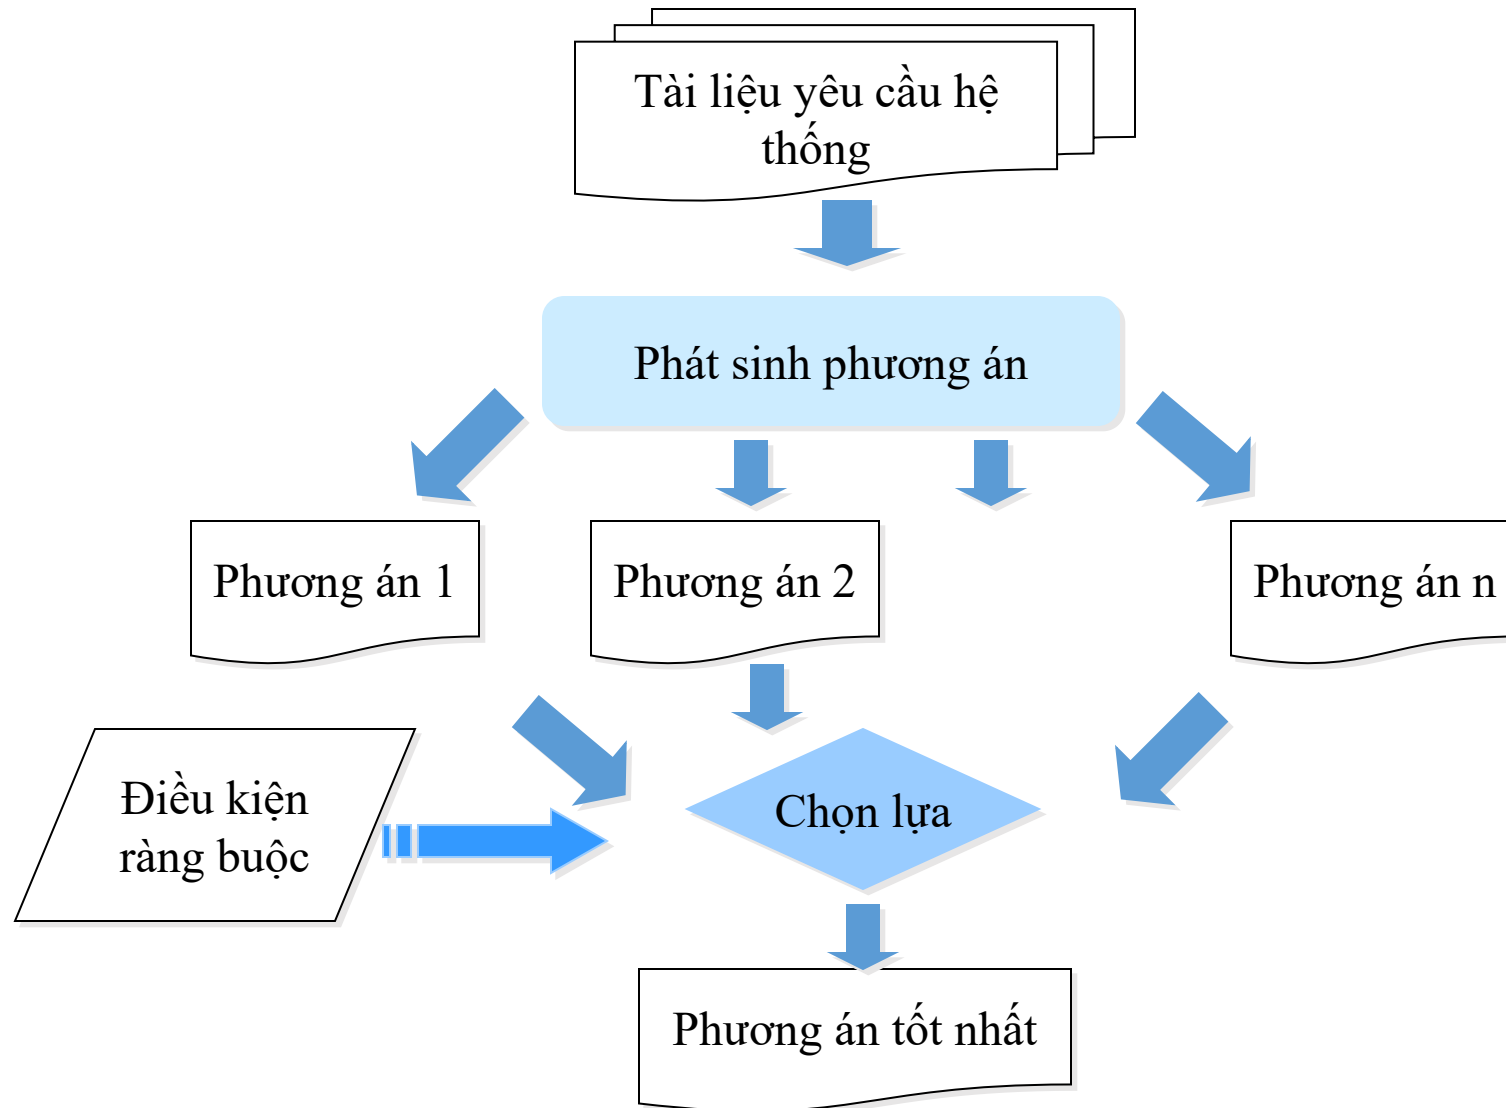 Tài liệu yêu cầu hệ
thống
Phát sinh phương án
Phương án 1
Phương án 2
Phương án n
Điều kiện
ràng buộc
Chọn lựa
Phương án tốt nhất